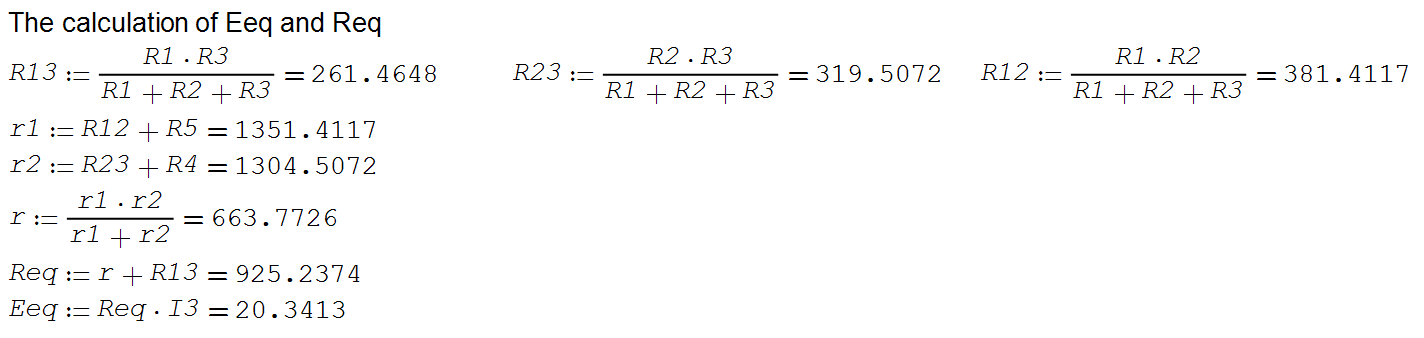 The calculation of Eeq and Req
R13 := (R1 · R3)/(R1 + R2 + R3) = 261.4648 R23 := (R2 · R3)/(R1 + R2 + R3) = 319.5072 R12 := (R1 · R2)/(R1 + R2 + R3) = 381.4117
r1 := R12 + R5 = 1351.4117
r2 := R23 + R4 = 1304.5072
r := (r1 · r2)/(r1 + r2) = 663.7726
Req := r + R13 = 925.2374
Eeq := Req · I3 = 20.3413